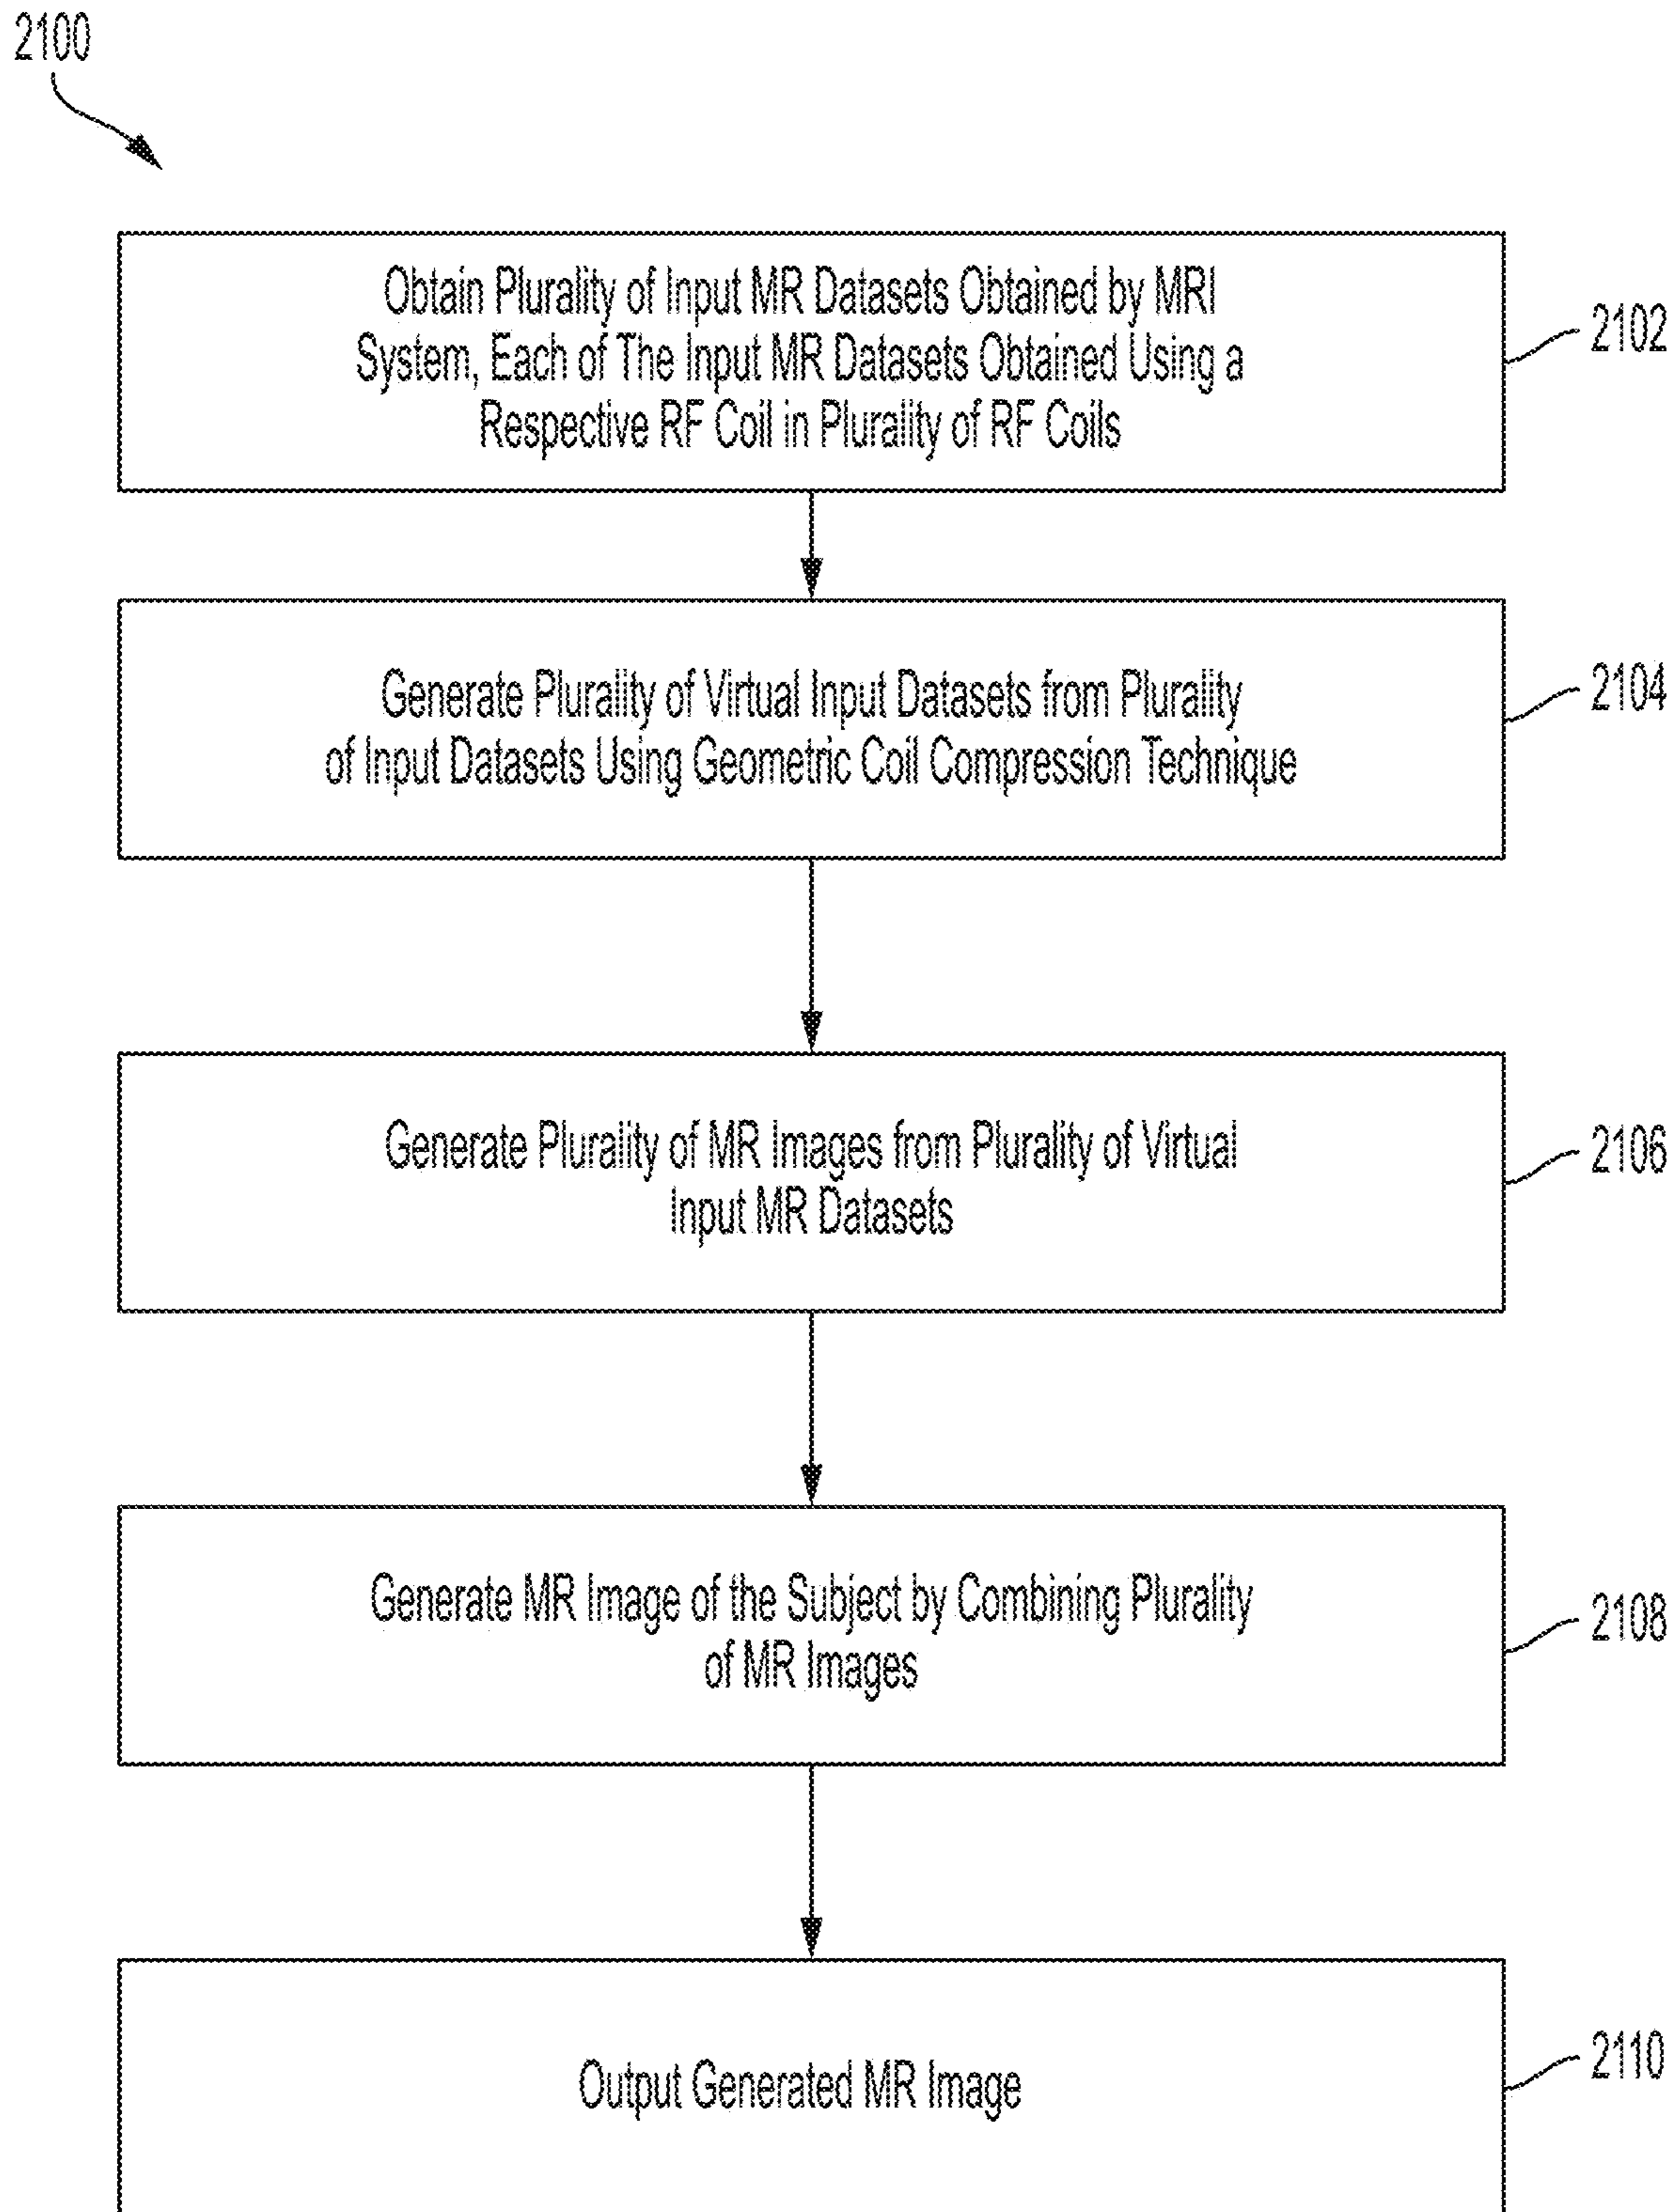 2100
Obtain Plurality of Input MR Datasets Obtained by MRI
System, Each of The Input MR Datasets Obtained Using a
Respective RF Coil in Plurality of RF Coils
2102
Generate Plurality of Virtual Input Datasets from Plurality
of Input Datasets Using Geometric Coil Compression Technique
2104
Generate Plurality of MR Images from Plurality of Virtual
Input MR Datasets
2106
Generate MR Image of the Subject by Combining Plurality
of MR Images
2108
Output Generated MR Image
2110